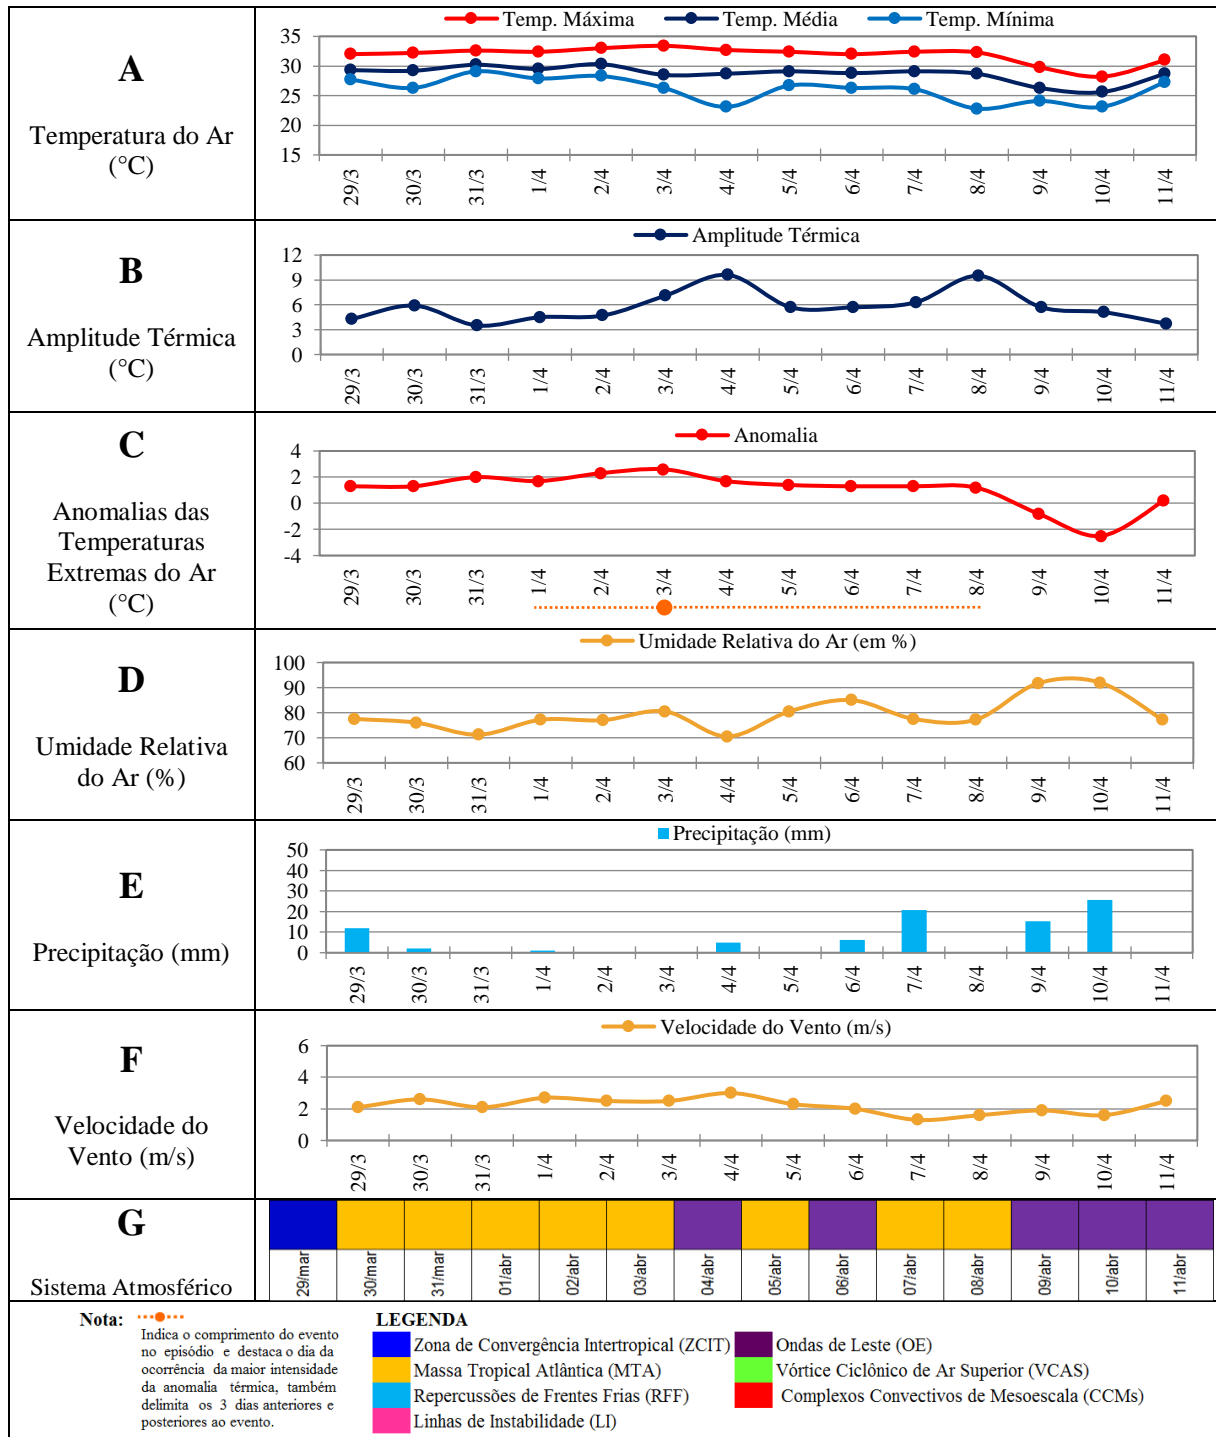 A
Temperatura do Ar
(°C)
Temp. Máxima Temp. Média Temp. Mínima
35
30
25
20
15
29/3 30/3 31/3 1/4 2/4 3/4 4/4 5/4 6/4 7/4 8/4 9/4 10/4 11/4
B
Amplitude Térmica
(°C)
Amplitude Térmica
12
9
6
3
0
29/3 30/3 31/3 1/4 2/4 3/4 4/4 5/4 6/4 7/4 8/4 9/4 10/4 11/4
C
Anomalias das
Temperaturas
Extremas do Ar
(°C)
Anomalia
4
2
0
-2
-4
29/3 30/3 31/3 1/4 2/4 3/4 4/4 5/4 6/4 7/4 8/4 9/4 10/4 11/4
D
Umidade Relativa
do Ar (%)
Umidade Relativa do Ar (em %)
100
90
80
70
60
29/3 30/3 31/3 1/4 2/4 3/4 4/4 5/4 6/4 7/4 8/4 9/4 10/4 11/4
E
Precipitação (mm)
Precipitação (mm)
50
40
30
20
10
0
29/3 30/3 31/3 1/4 2/4 3/4 4/4 5/4 6/4 7/4 8/4 9/4 10/4 11/4
F
Velocidade do
Vento (m/s)
Velocidade do Vento (m/s)
6
4
2
0
29/3 30/3 31/3 1/4 2/4 3/4 4/4 5/4 6/4 7/4 8/4 9/4 10/4 11/4
G
Sistema Atmosférico
29/mar 30/mar 31/mar 01/abr 02/abr 03/abr 04/abr 05/abr 06/abr 07/abr 08/abr 09/abr 10/abr 11/abr
Nota:
Indica o comprimento do evento
no episódio e destaca o dia da
ocorrência da maior intensidade
da anomalia térmica, também
delimita os 3 dias anteriores e
posteriores ao evento.
LEGENDA
Zona de Convergência Intertropical (ZCIT)
Massa Tropical Atlântica (MTA)
Repercussões de Frentes Frias (RFF)
Linhas de Instabilidade (LI)
Ondas de Leste (OE)
Vórtice Ciclônico de Ar Superior (VCAS)
Complexos Convectivos de Mesoescala (CCMs)